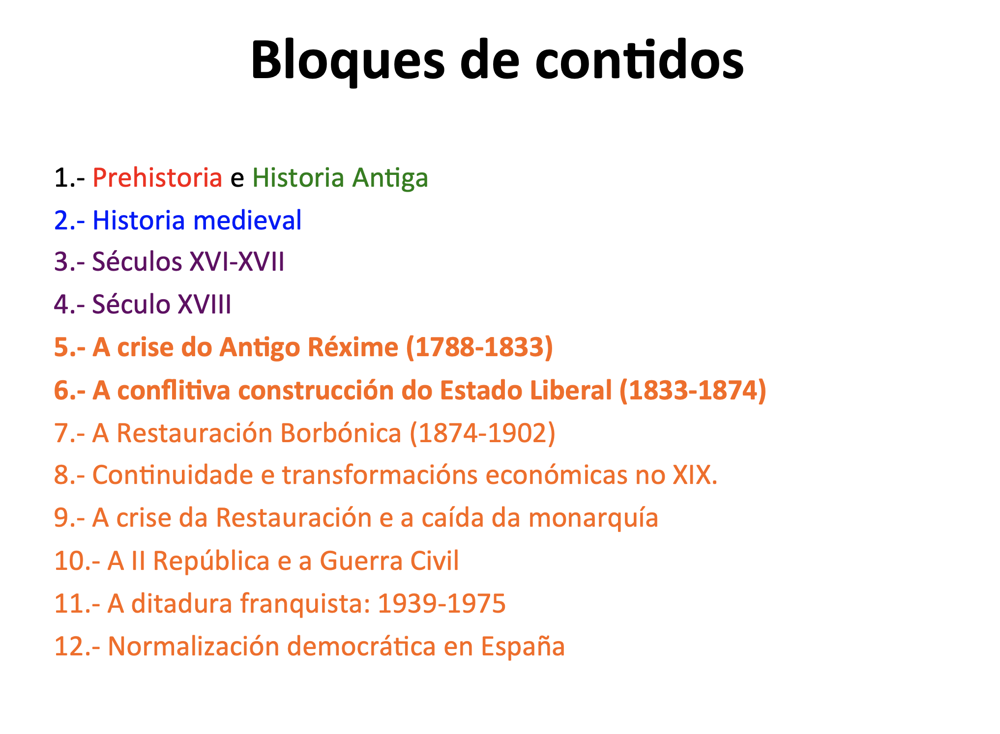 Bloques de contidos
1.- Prehistoria e Historia Antiga
2.- Historia medieval
3.- Séculos XVI-XVII
4.- Século XVIII
5.- A crise do Antigo Réxime (1788-1833)
6.- A conflitiva construcción do Estado Liberal (1833-1874)
7.- A Restauración Borbónica (1874-1902)
8.- Continuidade e transformacións económicas no XIX.
9.- A crise da Restauración e a caída da monarquía
10.- A II República e a Guerra Civil
11.- A ditadura franquista: 1939-1975
12.- Normalización democrática en España